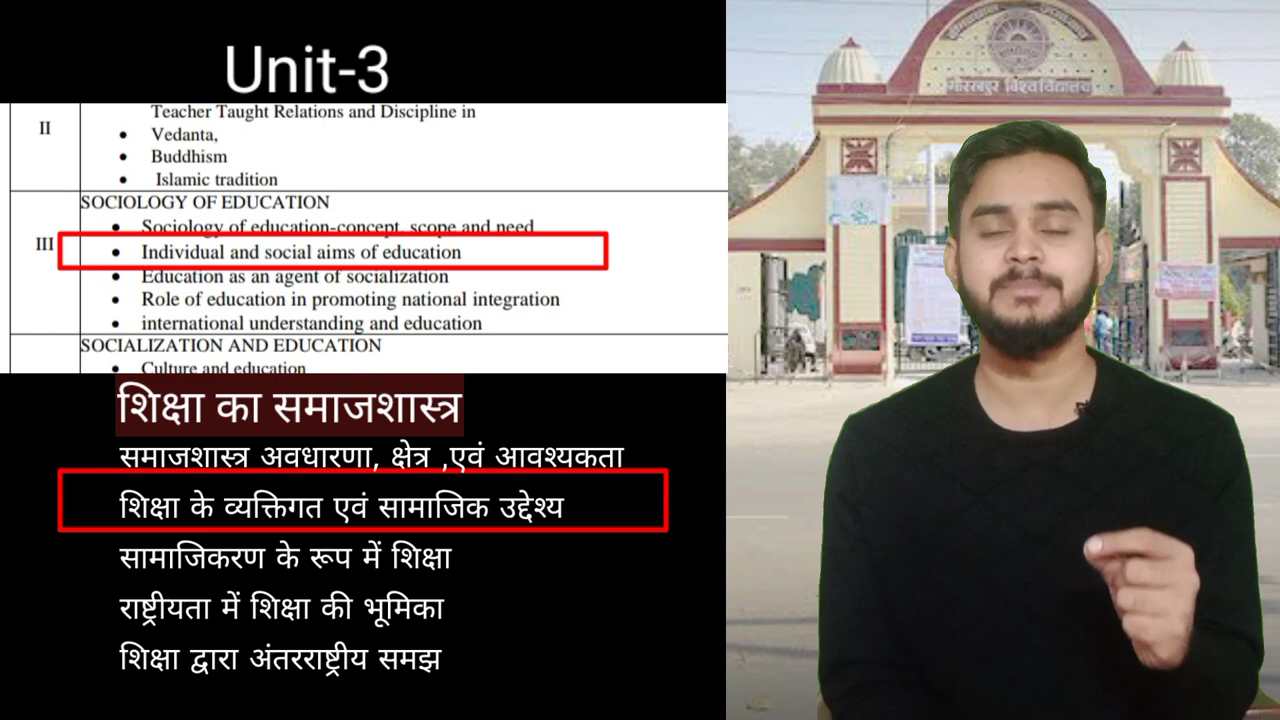 Unit-3
Teacher Taught Relations and Discipline in
II
• Vedanta,
• Buddhism
• Islamic tradition
SOCIOLOGY OF EDUCATION
• Sociology of education-concept, scope and need
III
• Individual and social aims of education
• Education as an agent of socialization
• Role of education in promoting national integration
• international understanding and education
SOCIALIZATION AND EDUCATION
• Culture and education
शिक्षा का समाजशास्त्र
समाजशास्त्र अवधारणा, क्षेत्र ,एवं आवश्यकता
शिक्षा के व्यक्तिगत एवं सामाजिक उद्देश्य
सामाजिकरण के रूप में शिक्षा
राष्ट्रीयता में शिक्षा की भूमिका
शिक्षा द्वारा अंतरराष्ट्रीय समझ
गोरखपुर विश्वविद्यालय